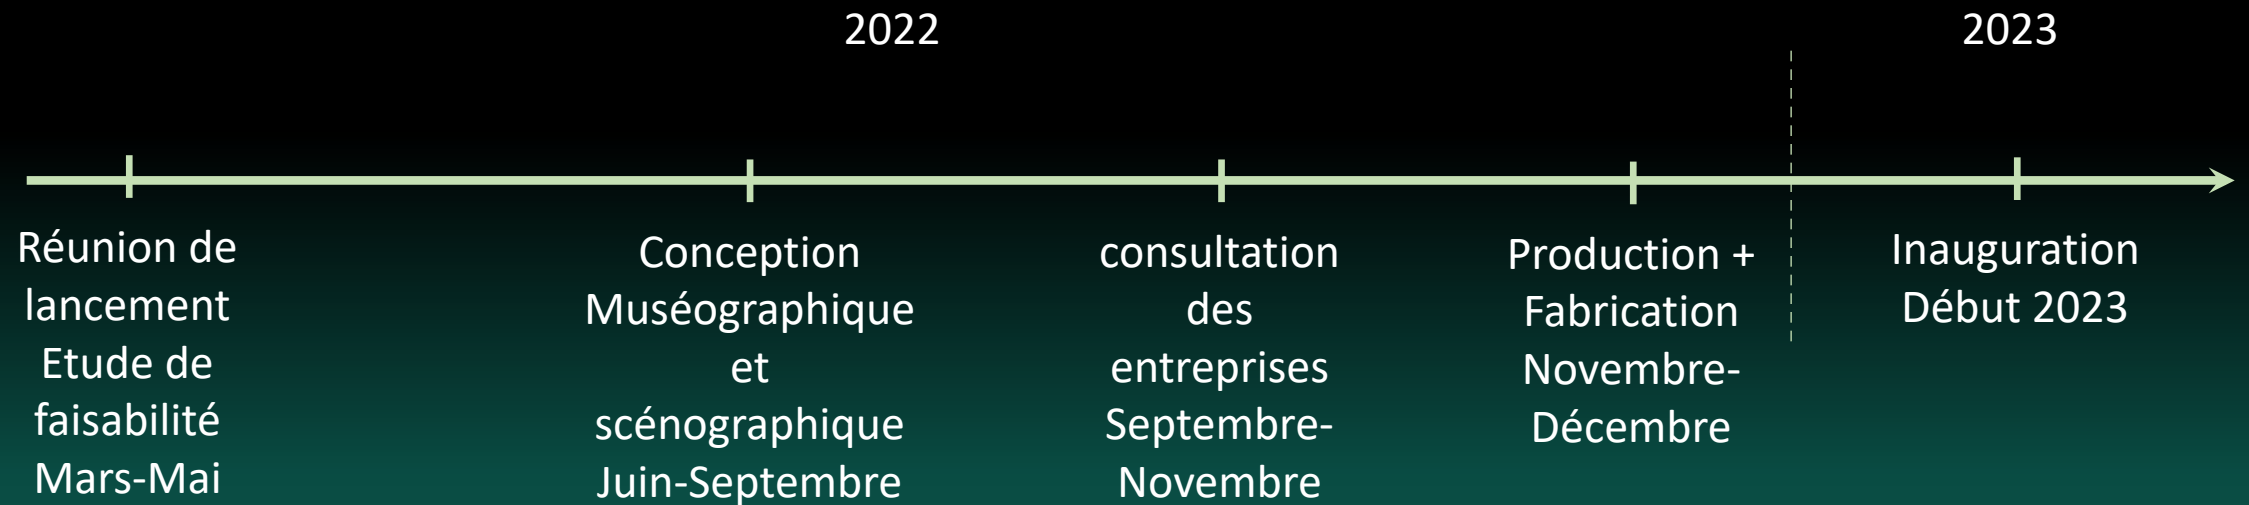 2022
2023
Réunion de
lancement
Etude de
faisabilité
Mars-Mai
Conception
Muséographique
et
scénographique
Juin-Septembre
consultation
des
entreprises
Septembre-
Novembre
Production +
Fabrication
Novembre-
Décembre
Inauguration
Début 2023